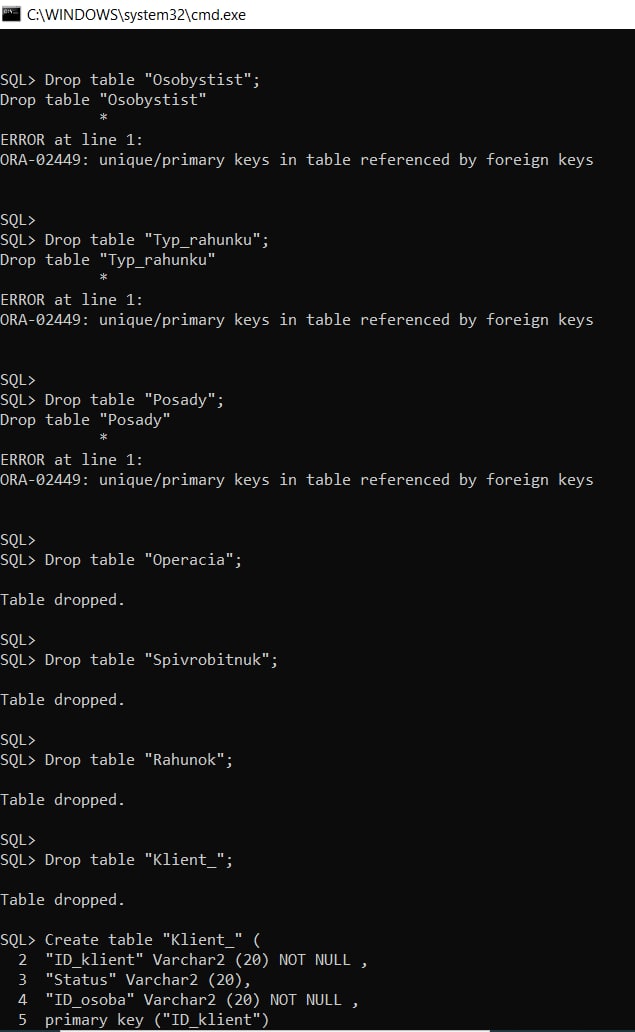 C:\WINDOWS\system32\cmd.exe
SQL> Drop table "Osobystist";
Drop table "Osobystist"
*
ERROR at line 1:
ORA-02449: unique/primary keys in table referenced by foreign keys
SQL>
SQL> Drop table "Typ_rahunku";
Drop table "Typ_rahunku"
*
ERROR at line 1:
ORA-02449: unique/primary keys in table referenced by foreign keys
SQL>
SQL> Drop table "Posady";
Drop table "Posady"
*
ERROR at line 1:
ORA-02449: unique/primary keys in table referenced by foreign keys
SQL>
SQL> Drop table "Operacia";
Table dropped.
SQL>
SQL> Drop table "Spivrobitnuk";
Table dropped.
SQL>
SQL> Drop table "Rahunok";
Table dropped.
SQL>
SQL> Drop table "Klient_";
Table dropped.
SQL> Create table "Klient_" (
2 "ID_klient" Varchar2 (20) NOT NULL ,
3 "Status" Varchar2 (20),
4 "ID_osoba" Varchar2 (20) NOT NULL ,
5 primary key ("ID_klient")